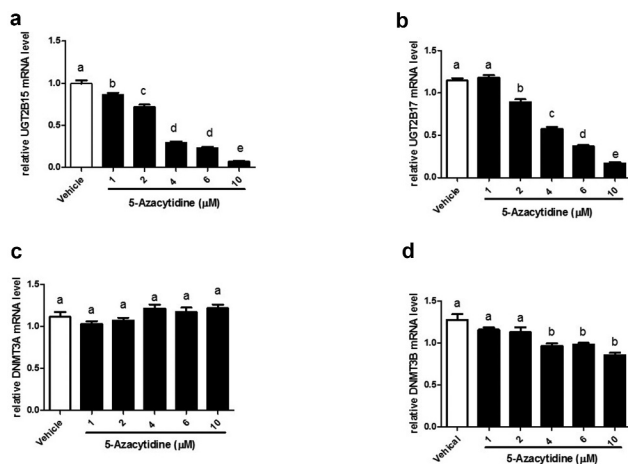 a
relative UGT2B15 mRNA level
1.5
1.0
0.5
0.0
a
b
c
d
d
e
Vehicle
1
2
4
6
10
5-Azacytidine (μM)
b
relative UGT2B17 mRNA level
1.5
1.0
0.5
0.0
a
a
b
c
d
e
Vehicle
1
2
4
6
10
5-Azacytidine (μM)
c
relative DNMT3A mRNA level
1.5
1.0
0.5
0.0
a
a
a
a
a
a
Vehicle
1
2
4
6
10
5-Azacytidine (μM)
d
relative DNMT3B mRNA level
1.5
1.0
0.5
0.0
a
a
a
b
b
b
Vehical
1
2
4
6
10
5-Azacytidine (μM)